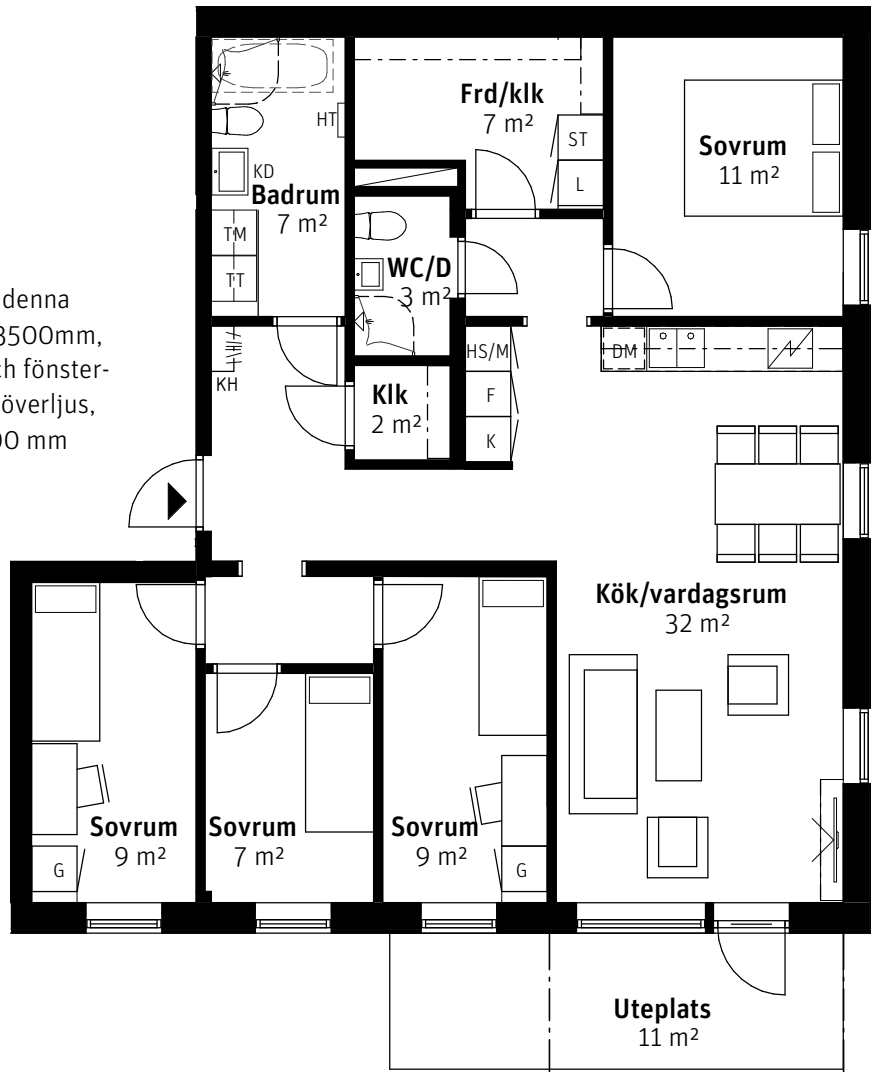 Frd/klk
7 m²
HT
ST
L
Sovrum
11 m²
KD
Badrum
7 m²
TM
TT
WC/D
3 m²
denna
3500mm,
ch fönster-
överljus,
00 mm
KH
Klk
2 m²
HS/M
F
K
DM
Kök/vardagsrum
32 m²
Sovrum
9 m²
G
Sovrum
7 m²
Sovrum
9 m²
G
Uteplats
11 m²